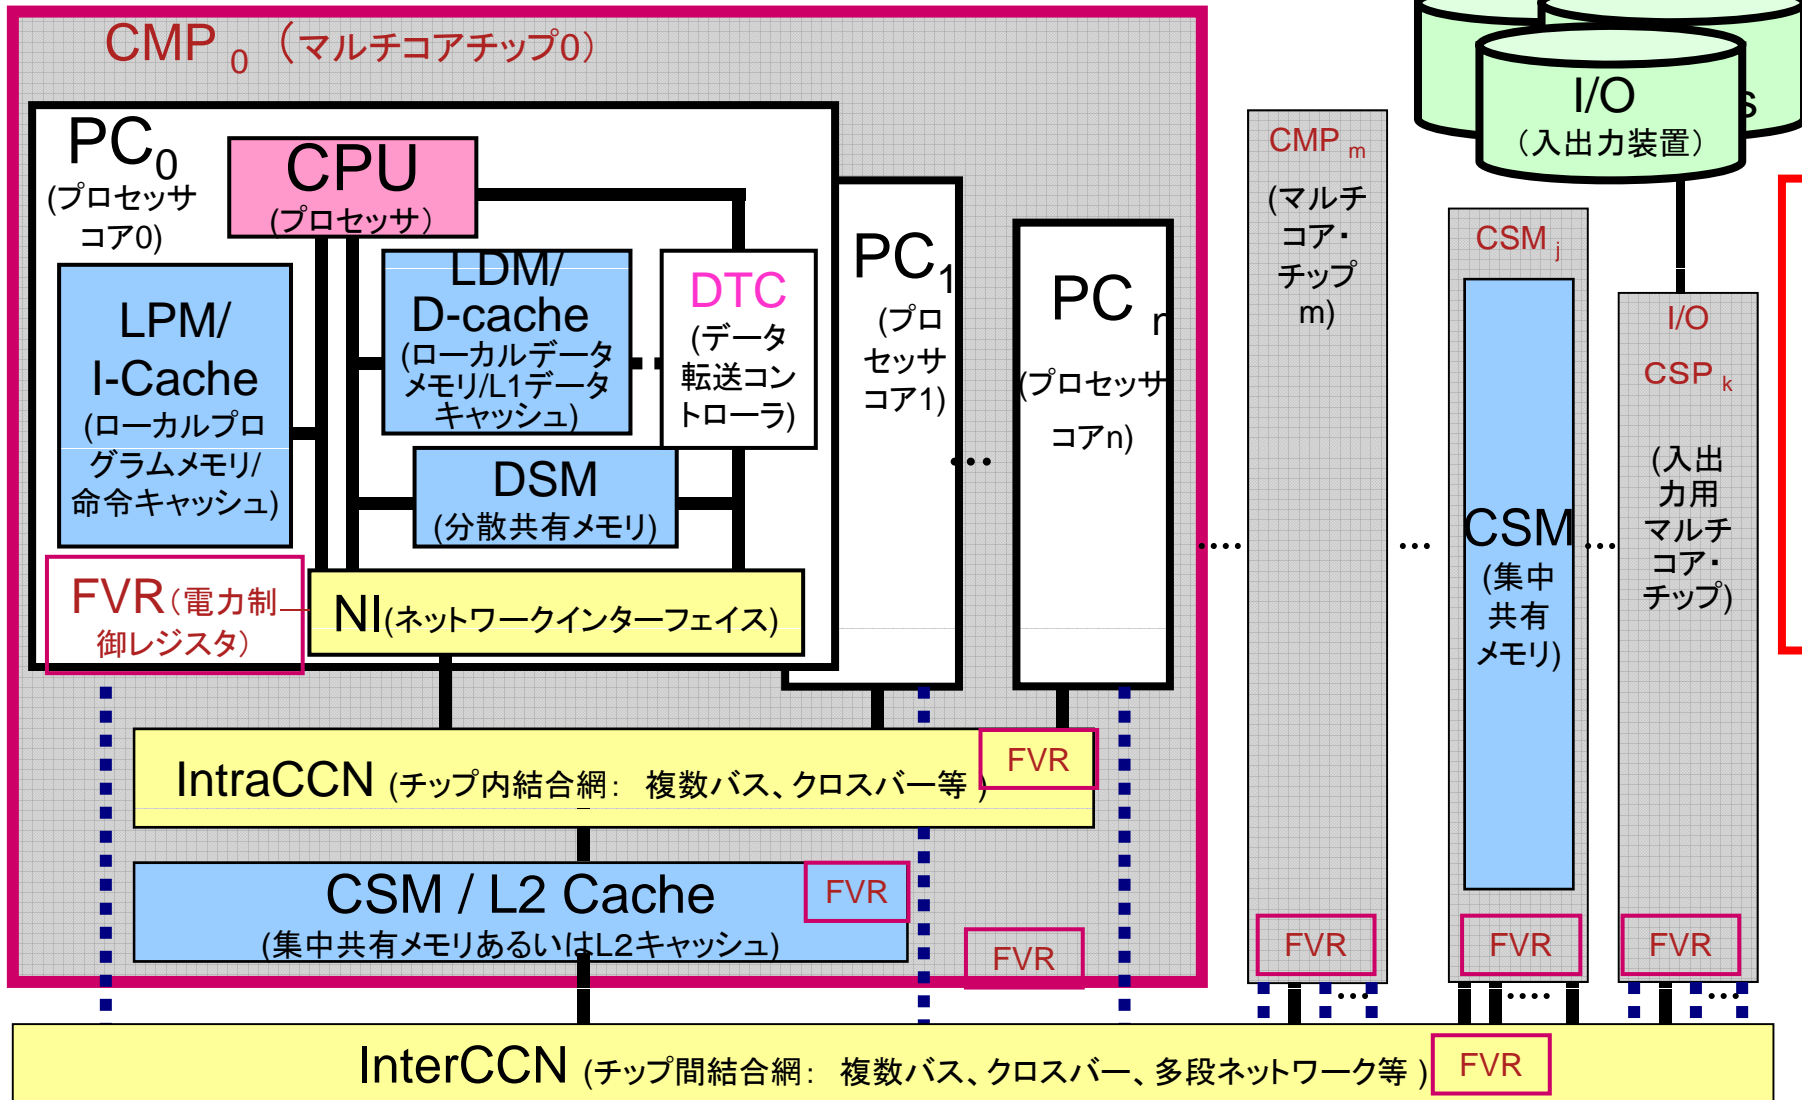 CMP 0 （マルチコアチップ0）
PC0
(プロセッサ
コア0)
CPU
(プロセッサ）
LPM/
I-Cache
(ローカルプロ
グラムメモリ/
命令キャッシュ)
LDM/
D-cache
(ローカルデータ
メモリ/L1データ
キャッシュ)
DTC
(データ
転送コン
トローラ)
DSM
(分散共有メモリ)
FVR（電力制
御レジスタ）
NI(ネットワークインターフェイス)
PC1
(プロ
セッサ
コア1)
…
PC n
(プロセッサ
コアn)
IntraCCN (チップ内結合網： 複数バス、クロスバー等 )
FVR
CSM / L2 Cache
(集中共有メモリあるいはL2キャッシュ)
FVR
FVR
....
CMP m
(マルチ
コア・
チップ
m)
FVR
...
...
CSM j
CSM
(集中
共有
メモリ)
FVR
....
...
I/O
（入出力装置）
s
I/O
CSP k
(入出
力用
マルチ
コア・
チップ)
FVR
...
InterCCN (チップ間結合網： 複数バス、クロスバー、多段ネットワーク等 )
FVR